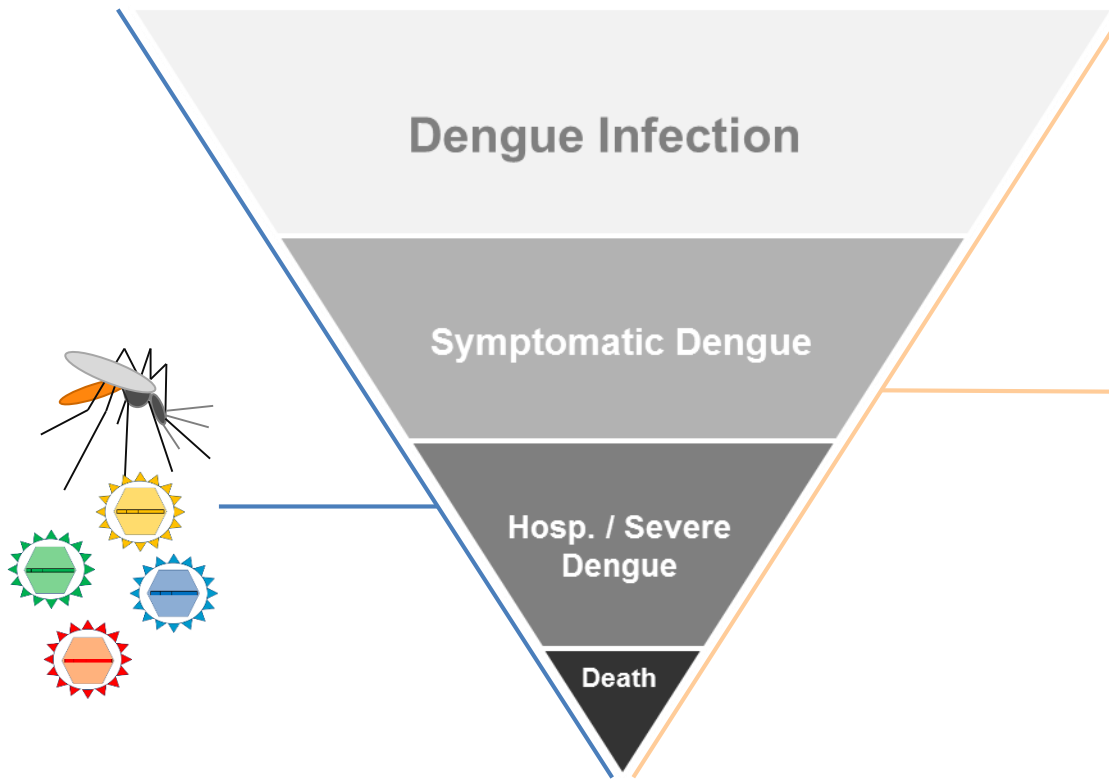 Dengue Infection
Symptomatic Dengue
Hosp. / Severe
Dengue
Death